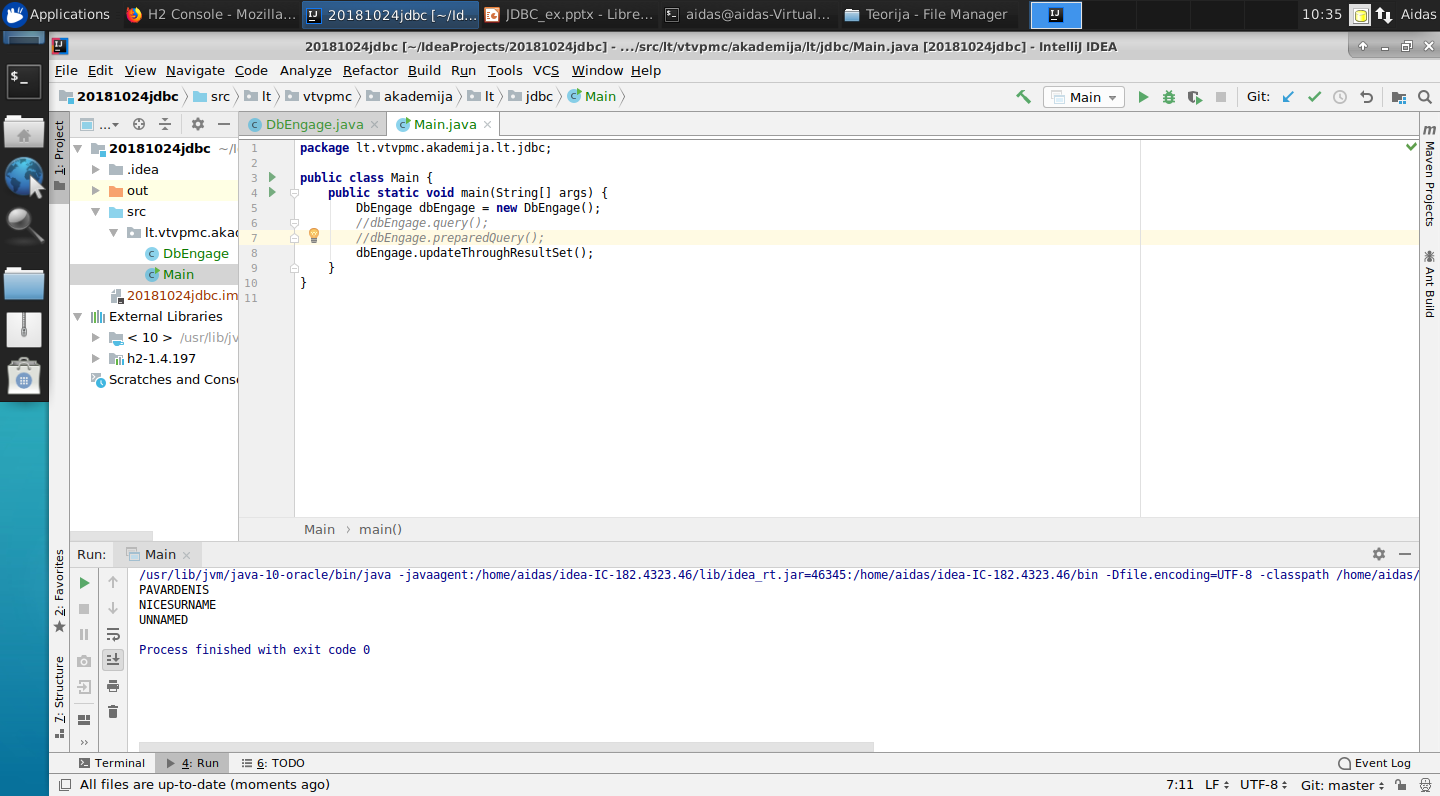 Applications
H2 Console - Mozilla...
20181024jdbc [~/Id...
JDBC_ex.pptx - Libre...
aidas@aidas-Virtual...
Teorija - File Manager
10:35
Aidas
20181024jdbc [~/IdeaProjects/20181024jdbc] - .../src/lt/vtvpmc/akademija/lt/jdbc/Main.java [20181024jdbc] - IntelliJ IDEA
File Edit View Navigate Code Analyze Refactor Build Run Tools VCS Window Help
20181024jdbc src lt vtvpmc akademija lt jdbc Main
Main
Git:
1: Project
...
DbEngage.java
Main.java
20181024jdbc ~/I
.idea
out
src
lt.vtvpmc.akad
DbEngage
Main
20181024jdbc.im
External Libraries
< 10 > /usr/lib/jv
h2-1.4.197
Scratches and Conso
1 package lt.vtvpmc.akademija.lt.jdbc;
2
3 public class Main {
4 public static void main(String[] args) {
5 DbEngage dbEngage = new DbEngage();
6 //dbEngage.query();
7 //dbEngage.preparedQuery();
8 dbEngage.updateThroughResultSet();
9 }
10 }
11
Maven Projects
Ant Build
Main › main()
2: Favorites
7: Structure
Run: Main
/usr/lib/jvm/java-10-oracle/bin/java -javaagent:/home/aidas/idea-IC-182.4323.46/lib/idea_rt.jar=46345:/home/aidas/idea-IC-182.4323.46/bin -Dfile.encoding=UTF-8 -classpath /home/aidas/
PAVARDENIS
NICESURNAME
UNNAMED
Process finished with exit code 0
Terminal
4: Run
6: TODO
Event Log
All files are up-to-date (moments ago)
7:11 LF UTF-8 Git: master